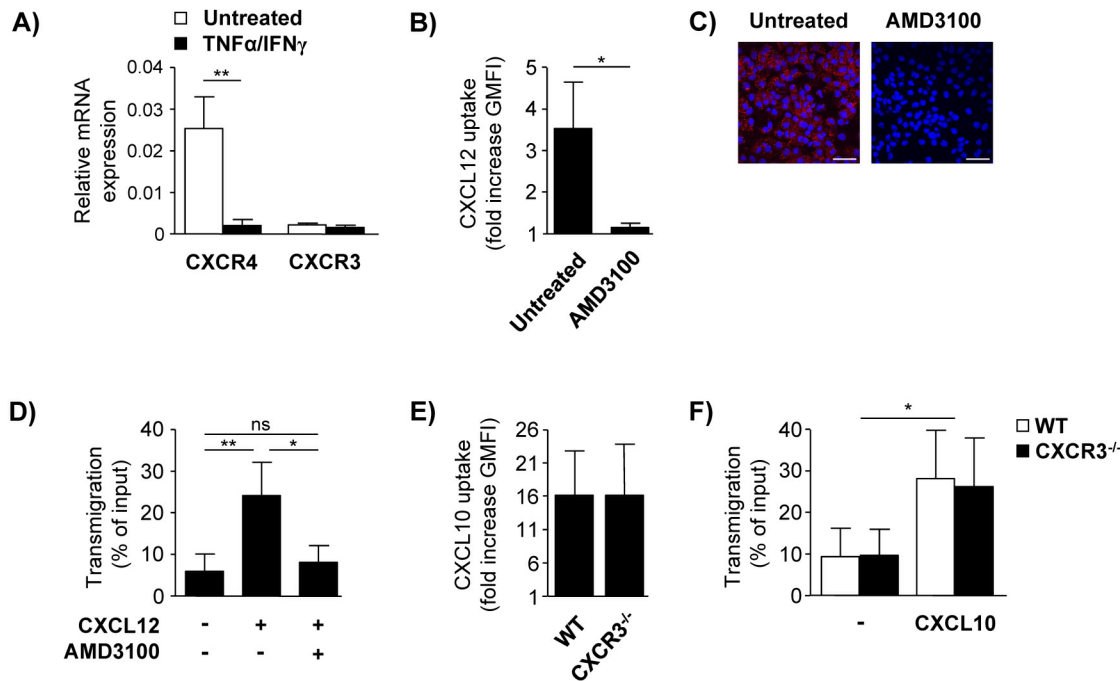 A)
Untreated
TNFα/IFNγ
Relative mRNA
expression
0.04
0.03
0.02
0.01
0
**
CXCR4 CXCR3
B)
CXCL12 uptake
(fold increase GMFI)
5
4
3
2
1
*
Untreated
AMD3100
C)
Untreated AMD3100
D)
Transmigration
(% of input)
40
30
20
10
0
ns
** *
CXCL12 - + +
AMD3100 - - +
E)
CXCL10 uptake
(fold increase GMFI)
26
21
16
11
6
1
WT
CXCR3-/-
F)
Transmigration
(% of input)
40
30
20
10
0
*
WT
CXCR3-/-
- CXCL10